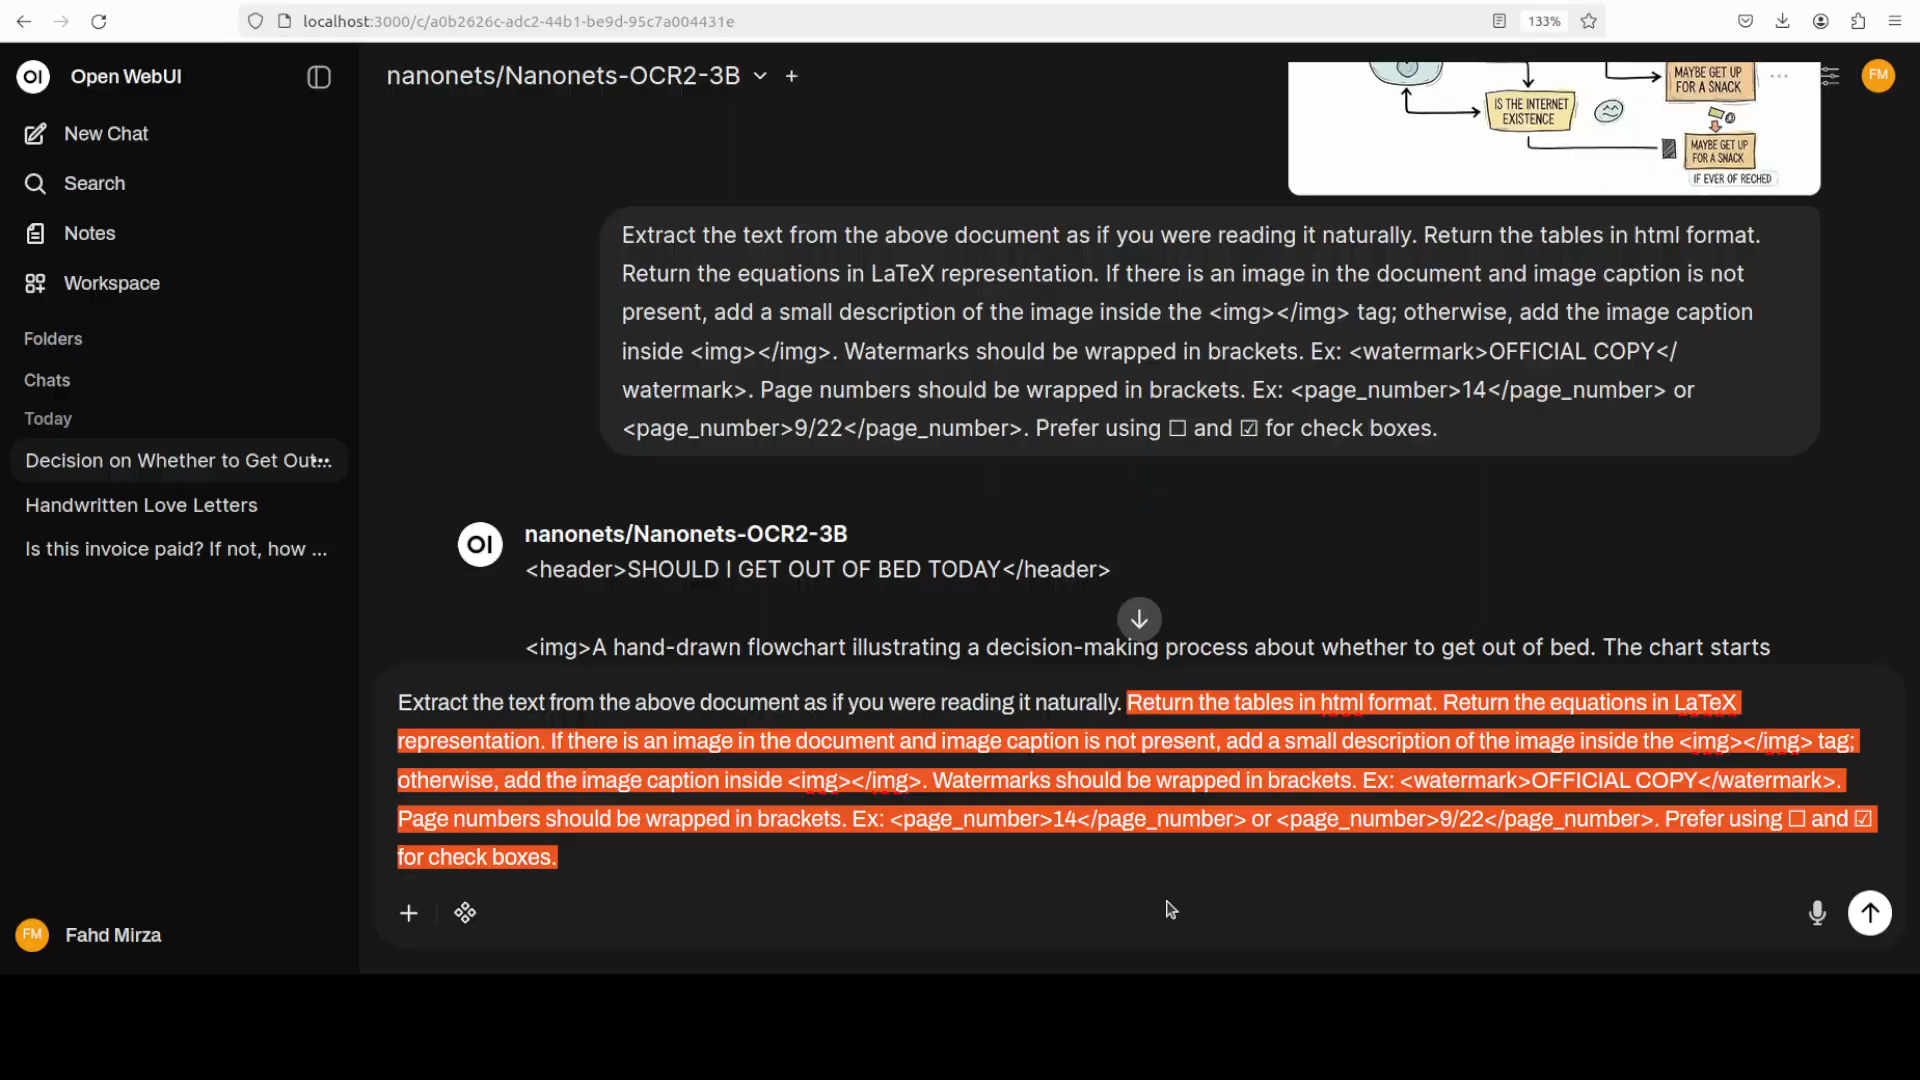 localhost:3000/c/a0b2626c-adc2-44b1-be9d-95c7a004431e
133%
OI
Open WebUI
New Chat
Search
Notes
Workspace
Folders
Chats
Today
Decision on Whether to Get Out...
Handwritten Love Letters
Is this invoice paid? If not, how ...
FM
Fahd Mirza
nanonets/Nanonets-OCR2-3B
FM
MAYBE GET UP
FOR A SNACK
IS THE INTERNET
EXISTENCE
MAYBE GET UP
FOR A SNACK
IF EVER OF RECHED
Extract the text from the above document as if you were reading it naturally. Return the tables in html format.
Return the equations in LaTeX representation. If there is an image in the document and image caption is not
present, add a small description of the image inside the <img></img> tag; otherwise, add the image caption
inside <img></img>. Watermarks should be wrapped in brackets. Ex: <watermark>OFFICIAL COPY</
watermark>. Page numbers should be wrapped in brackets. Ex: <page_number>14</page_number> or
<page_number>9/22</page_number>. Prefer using ☐ and ☑ for check boxes.
OI
nanonets/Nanonets-OCR2-3B
<header>SHOULD I GET OUT OF BED TODAY</header>
<img>A hand-drawn flowchart illustrating a decision-making process about whether to get out of bed. The chart starts
Extract the text from the above document as if you were reading it naturally. Return the tables in html format. Return the equations in LaTeX
representation. If there is an image in the document and image caption is not present, add a small description of the image inside the <img></img> tag;
otherwise, add the image caption inside <img></img>. Watermarks should be wrapped in brackets. Ex: <watermark>OFFICIAL COPY</watermark>.
Page numbers should be wrapped in brackets. Ex: <page_number>14</page_number> or <page_number>9/22</page_number>. Prefer using ☐ and ☑
for check boxes.